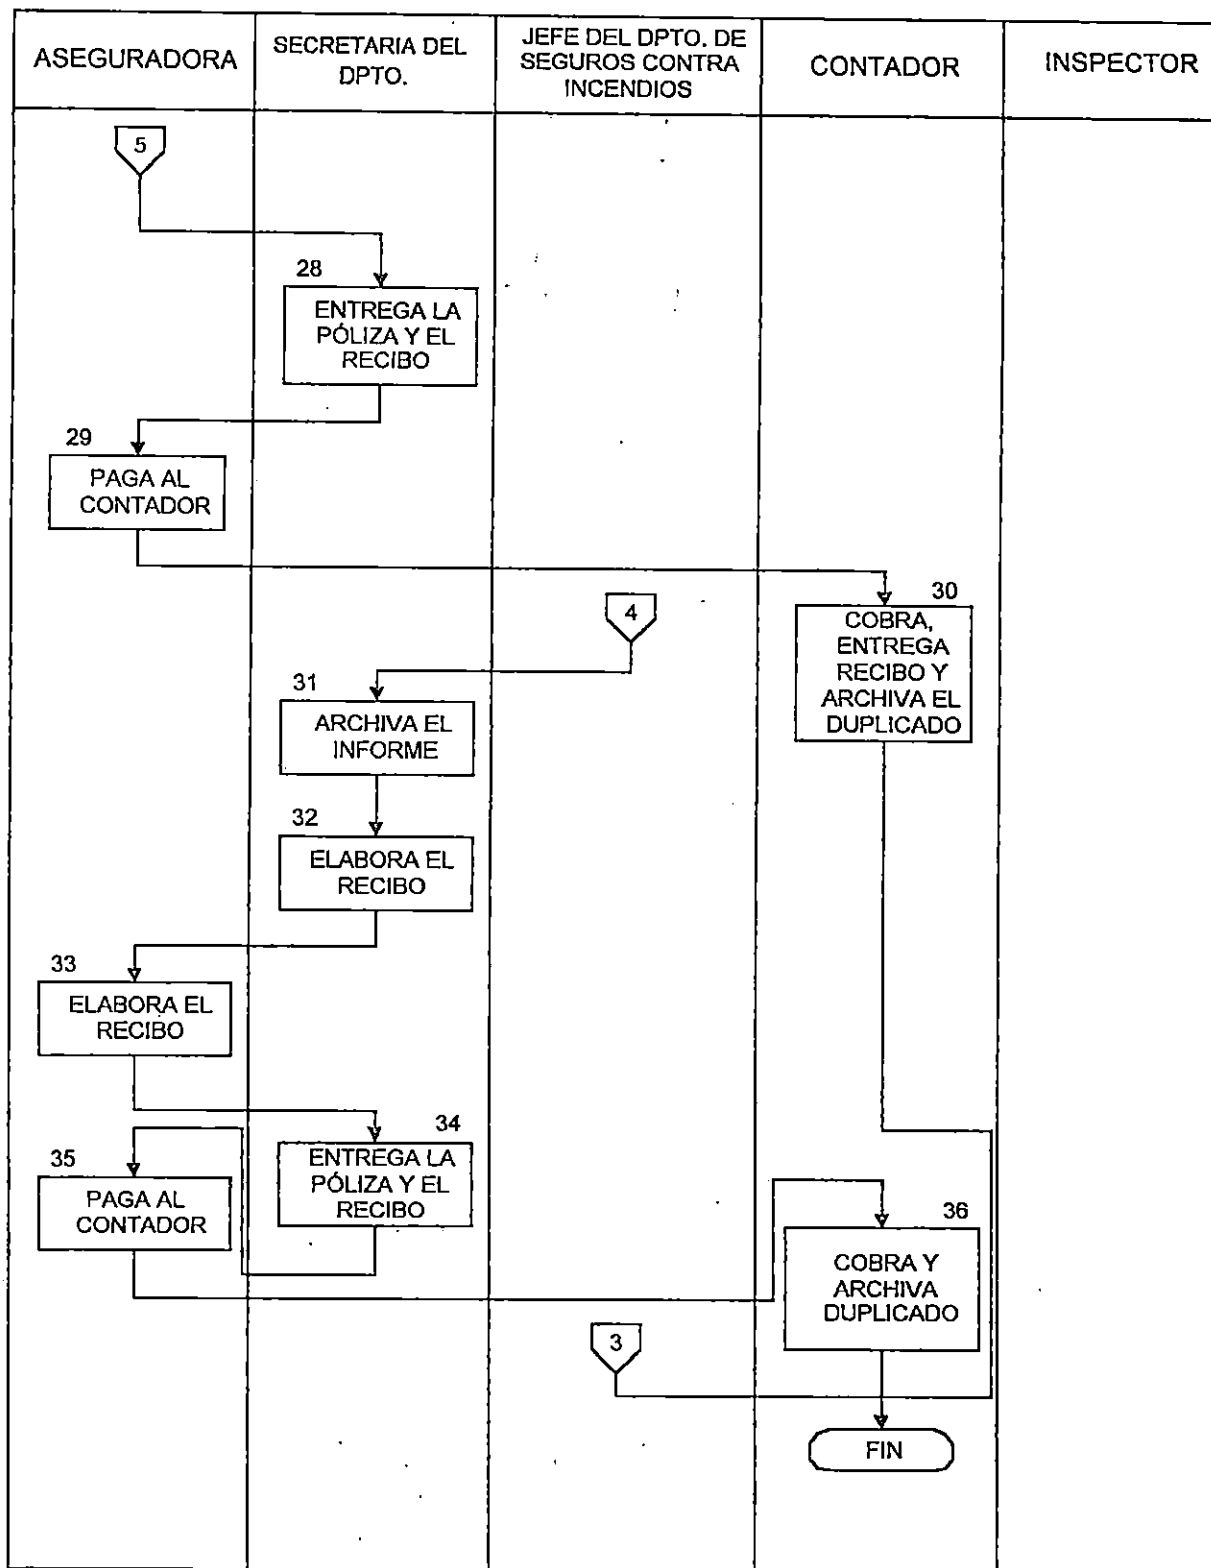 ASEGURADORA
SECRETARIA DEL
DPTO.
JEFE DEL DPTO. DE
SEGUROS CONTRA
INCENDIOS
CONTADOR
INSPECTOR
5
28
ENTREGA LA
PÓLIZA Y EL
RECIBO
29
PAGA AL
CONTADOR
30
COBRA,
ENTREGA
RECIBO Y
ARCHIVA EL
DUPLICADO
4
31
ARCHIVA EL
INFORME
32
ELABORA EL
RECIBO
33
ELABORA EL
RECIBO
34
ENTREGA LA
PÓLIZA Y EL
RECIBO
35
PAGA AL
CONTADOR
36
COBRA Y
ARCHIVA
DUPLICADO
3
FIN